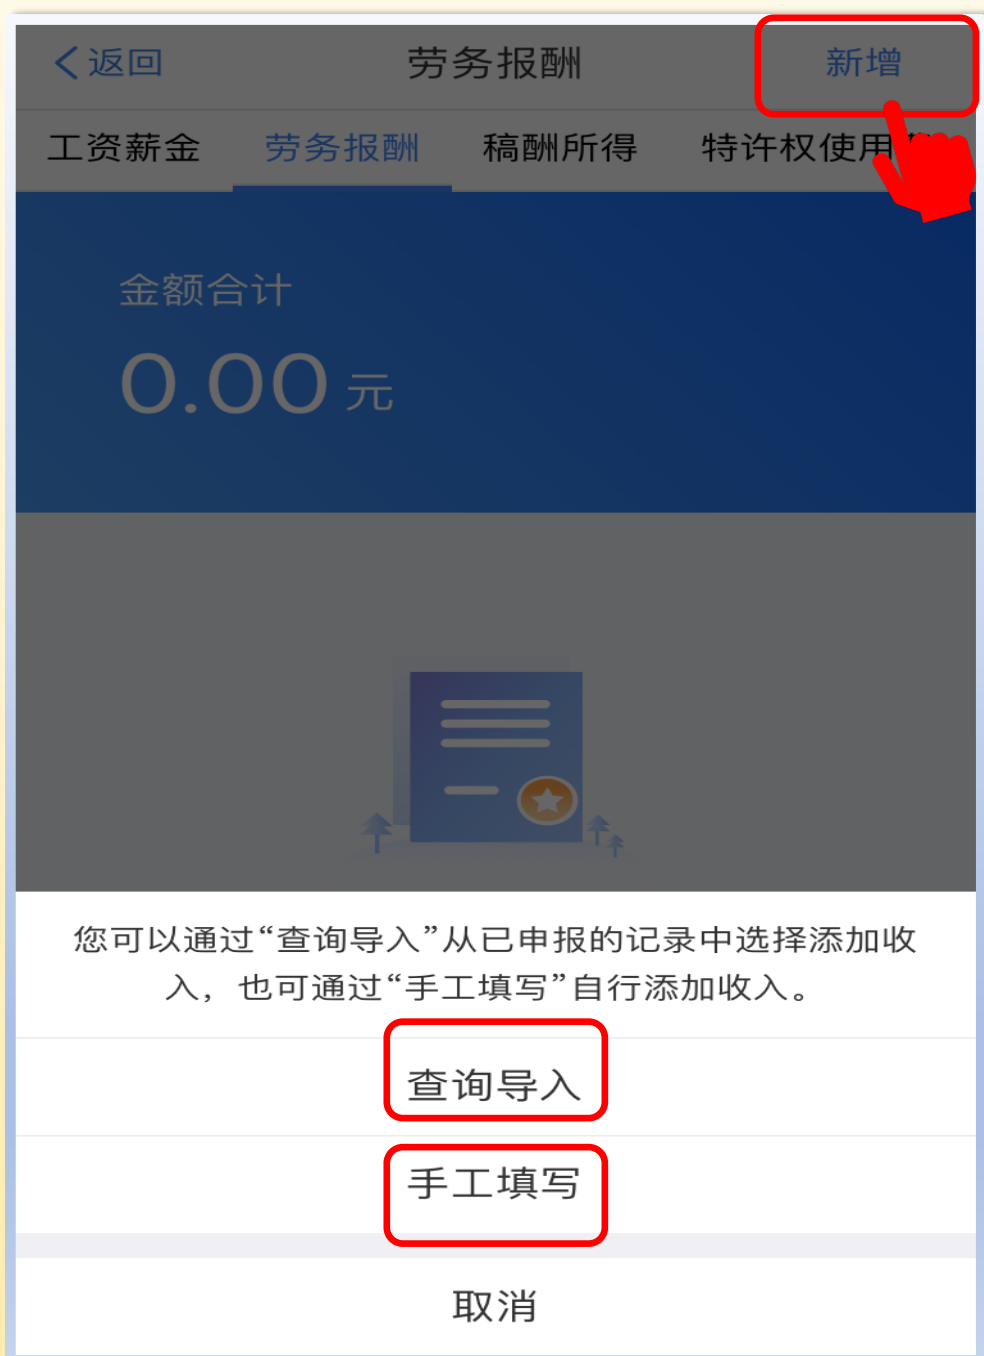 返回 劳务报酬 新增
工资薪金 劳务报酬 稿酬所得 特许权使用
金额合计
0.00 元
您可以通过“查询导入”从已申报的记录中选择添加收
入，也可通过“手工填写”自行添加收入。
查询导入
手工填写
取消